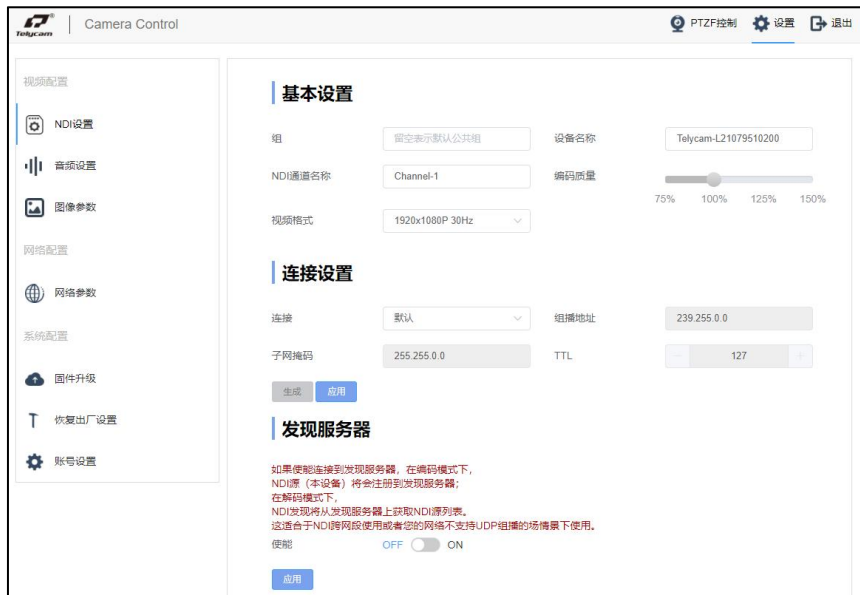 Telycam
Camera Control
PTZF控制
设置
退出
视频配置
NDI设置
音频设置
图像参数
网络配置
网络参数
系统配置
固件升级
恢复出厂设置
账号设置
基本设置
组
留空表示默认公共组
设备名称
Telycam-L21079510200
NDI通道名称
Channel-1
编码质量
75% 100% 125% 150%
视频格式
1920x1080P 30Hz
连接设置
连接
默认
组播地址
239.255.0.0
子网掩码
255.255.0.0
TTL
127
生成
应用
发现服务器
如果使能连接到发现服务器，在编码模式下，
NDI源（本设备）将会注册到发现服务器；
在解码模式下，
NDI发现将从发现服务器上获取NDI源列表。
这适合于NDI跨网段使用或者您的网络不支持UDP组播的场情景下使用。
使能
OFF ON
应用